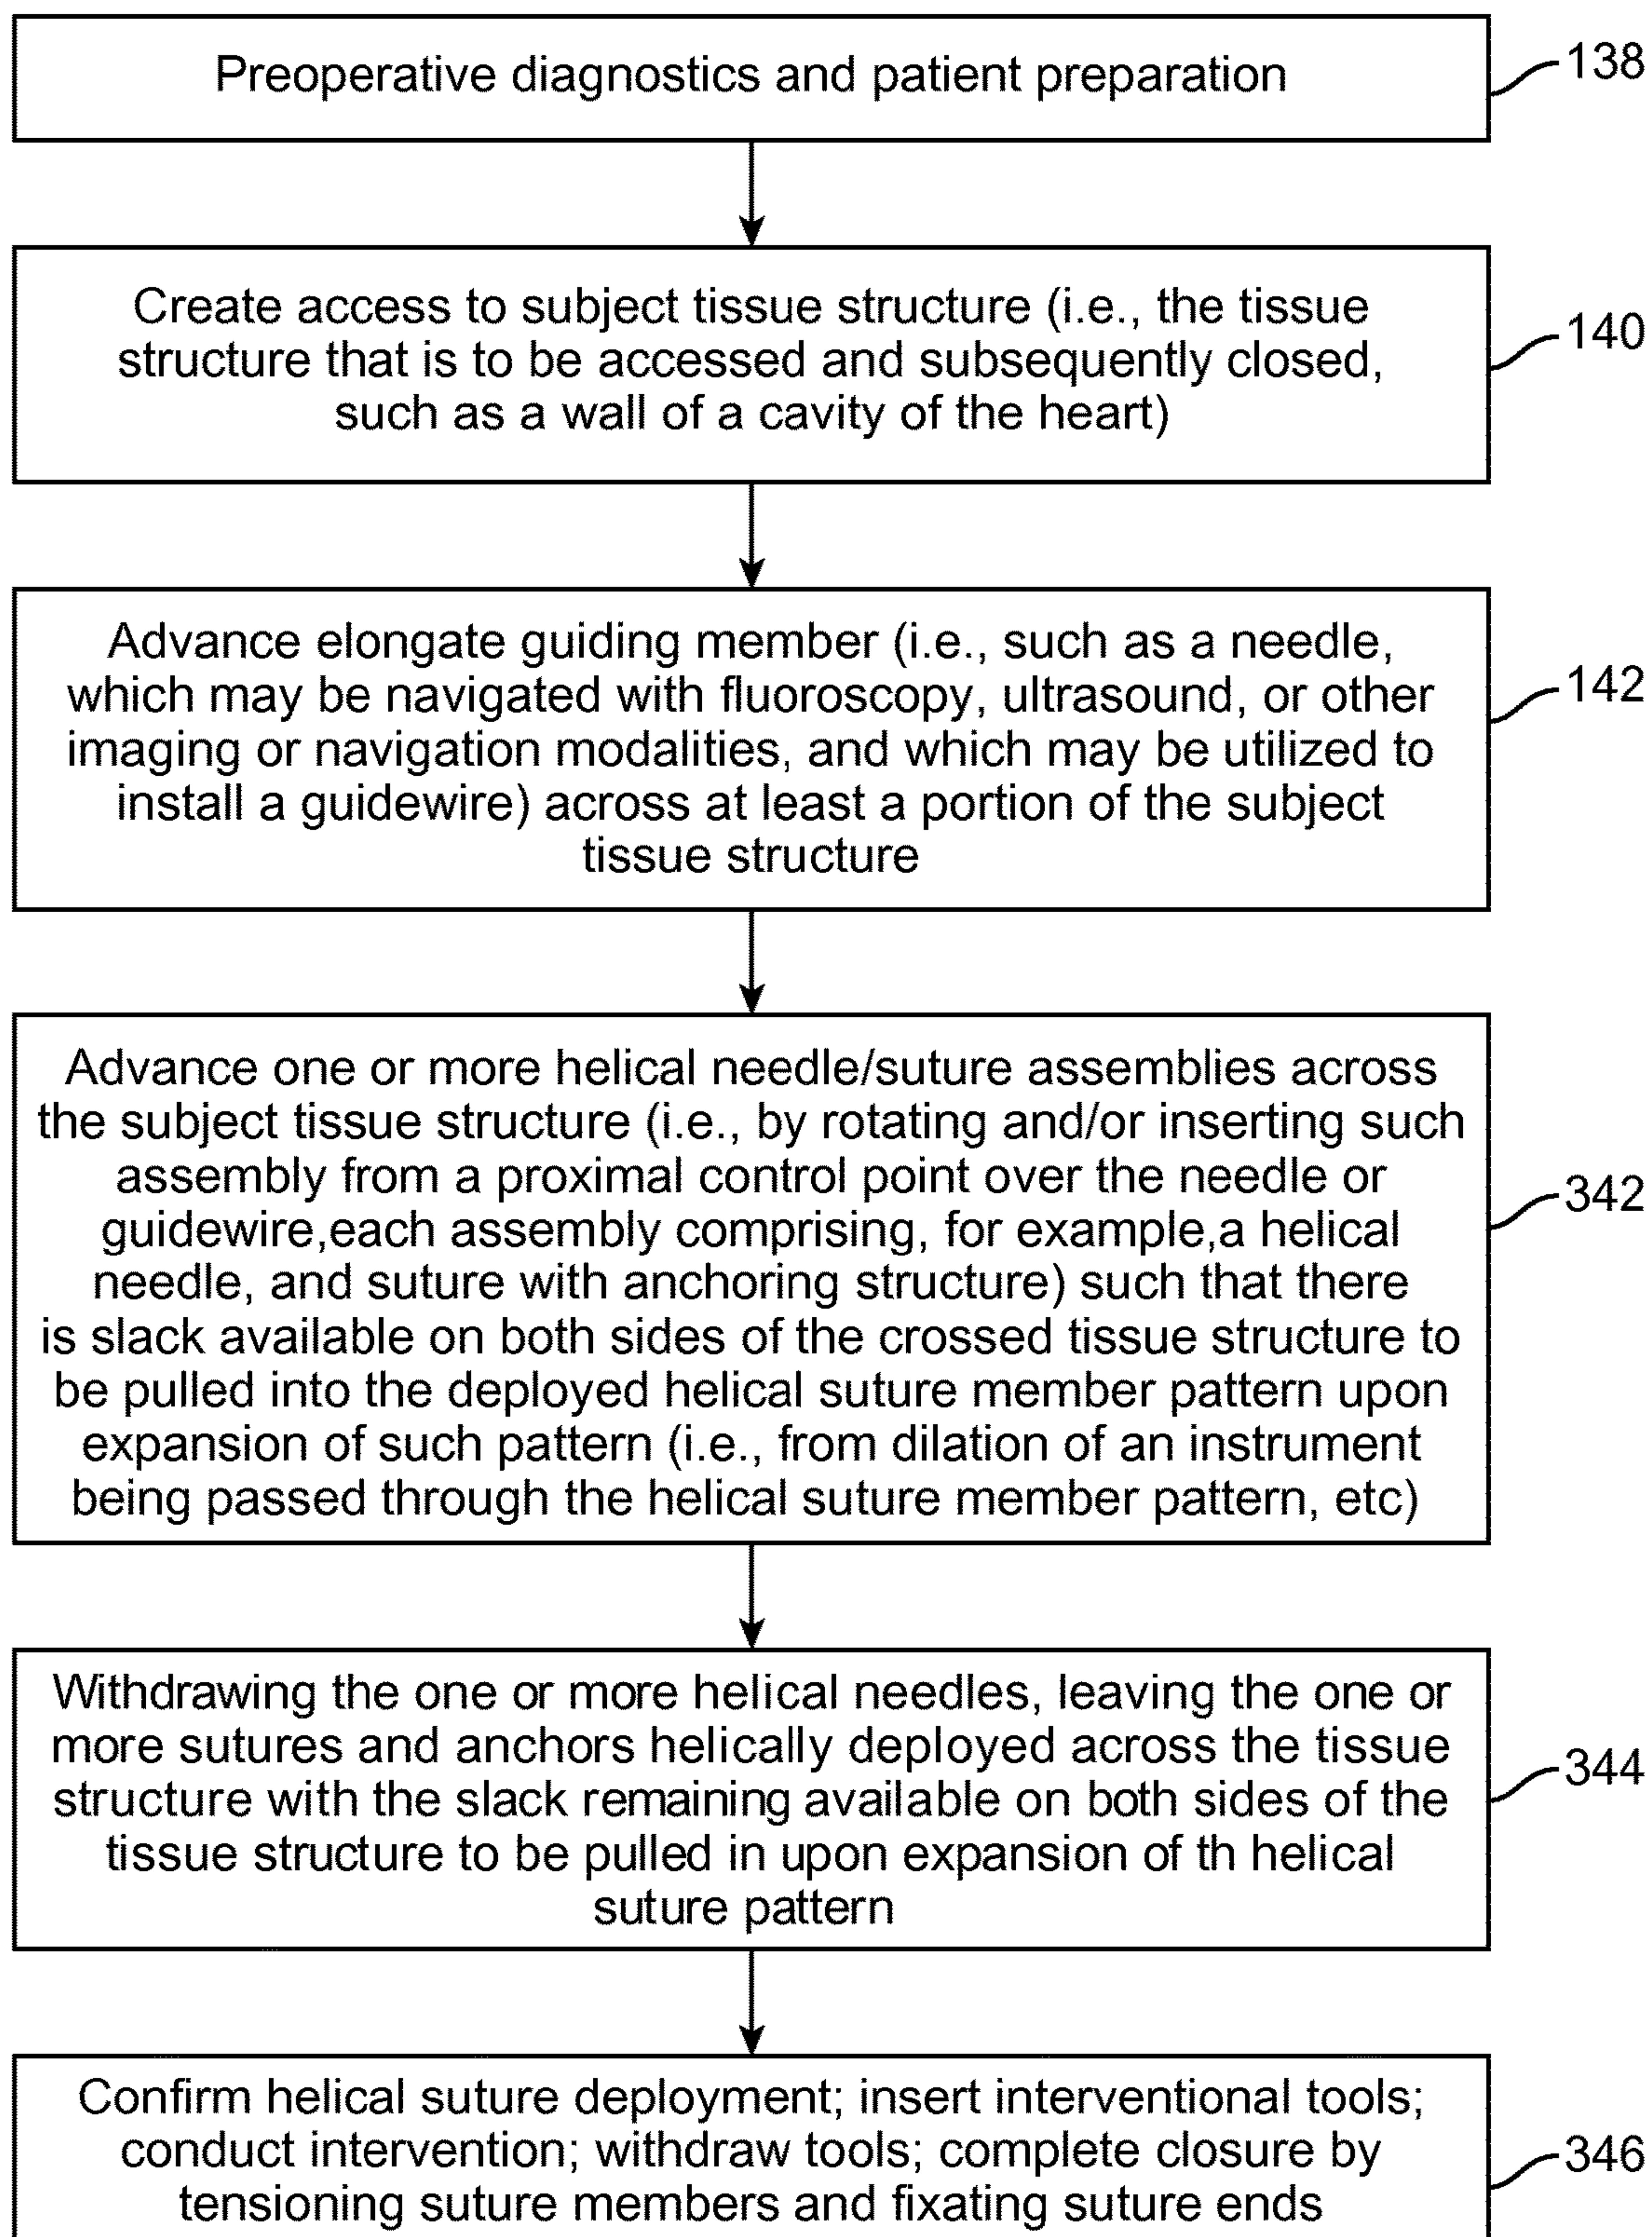 Preoperative diagnostics and patient preparation
138
Create access to subject tissue structure (i.e., the tissue
structure that is to be accessed and subsequently closed,
such as a wall of a cavity of the heart)
140
Advance elongate guiding member (i.e., such as a needle,
which may be navigated with fluoroscopy, ultrasound, or other
imaging or navigation modalities, and which may be utilized to
install a guidewire) across at least a portion of the subject
tissue structure
142
Advance one or more helical needle/suture assemblies across
the subject tissue structure (i.e., by rotating and/or inserting such
assembly from a proximal control point over the needle or
guidewire,each assembly comprising, for example,a helical
needle, and suture with anchoring structure) such that there
is slack available on both sides of the crossed tissue structure to
be pulled into the deployed helical suture member pattern upon
expansion of such pattern (i.e., from dilation of an instrument
being passed through the helical suture member pattern, etc)
342
Withdrawing the one or more helical needles, leaving the one or
more sutures and anchors helically deployed across the tissue
structure with the slack remaining available on both sides of the
tissue structure to be pulled in upon expansion of th helical
suture pattern
344
Confirm helical suture deployment; insert interventional tools;
conduct intervention; withdraw tools; complete closure by
tensioning suture members and fixating suture ends
346